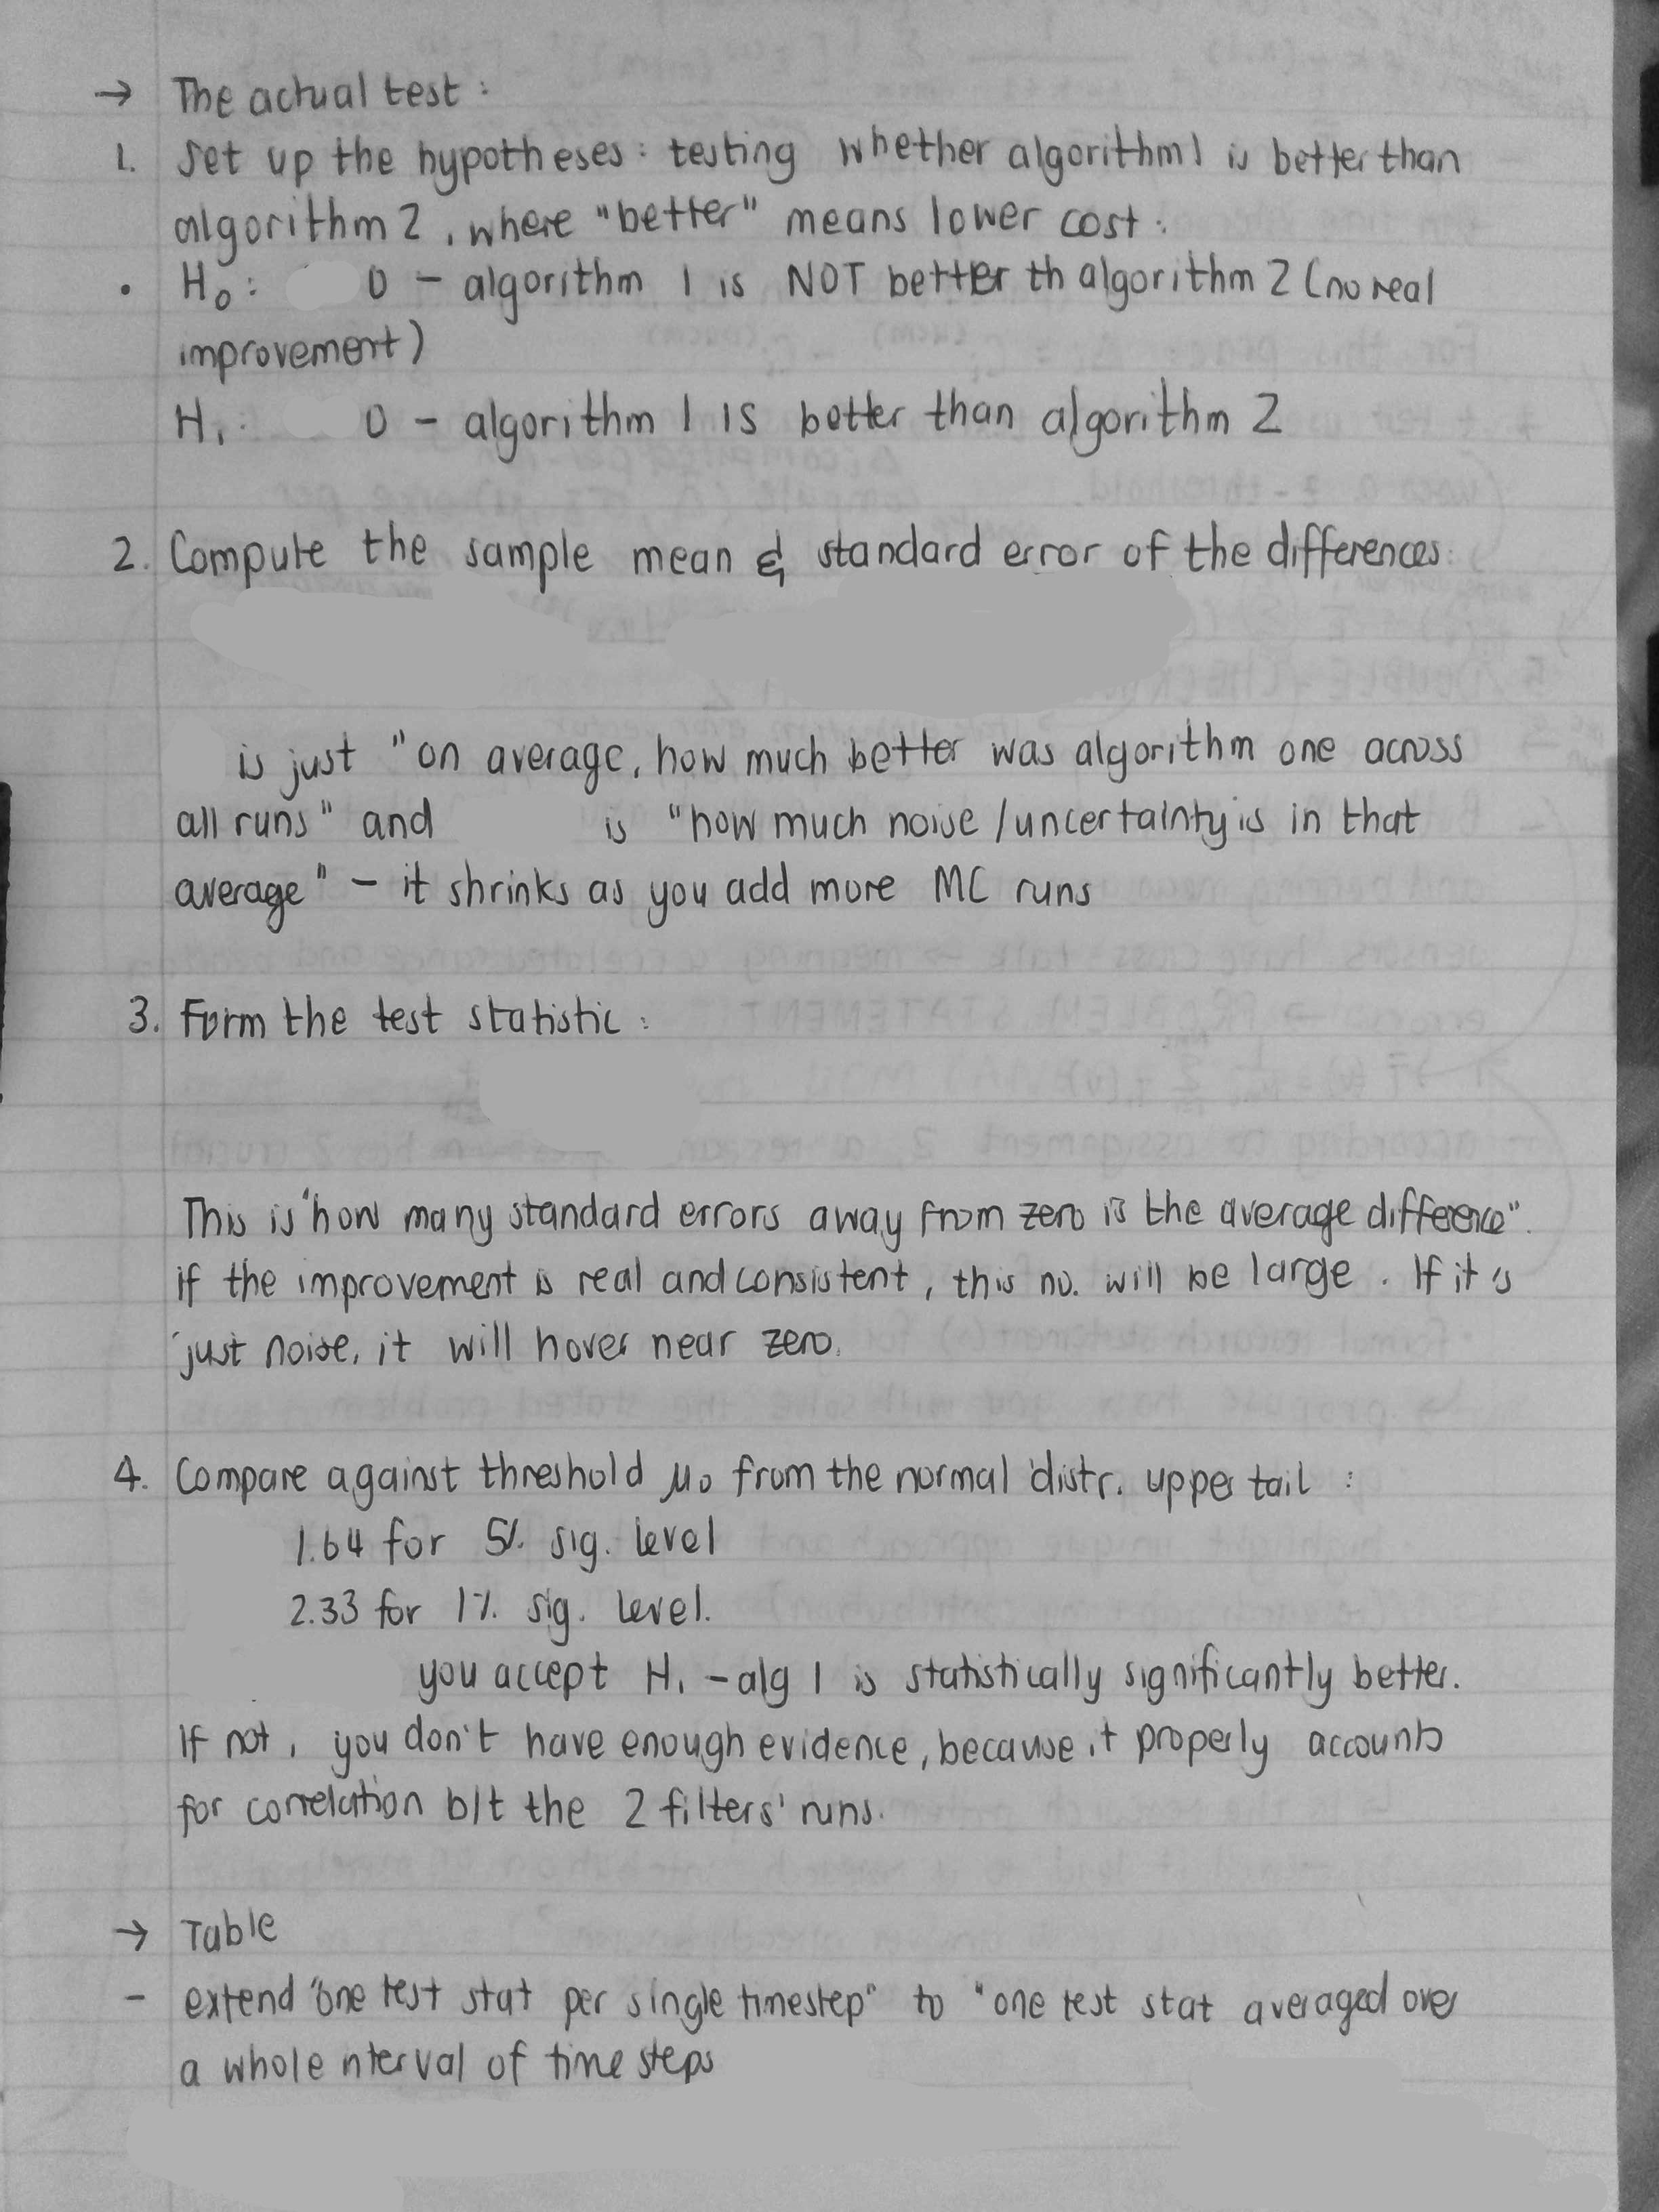 → The actual test :
1. Set up the hypotheses : testing whether algorithm 1 is better than
algorithm 2, where "better" means lower cost :
• H₀ : 0 – algorithm 1 is NOT better th algorithm 2 (no real
improvement)
H₁ : 0 – algorithm 1 IS better than algorithm 2
2. Compute the sample mean & standard error of the differences :
is just "on average, how much better was algorithm one across
all runs" and is "how much noise / uncertainty is in that
average" – it shrinks as you add more MC runs
3. Form the test statistic :
This is "how many standard errors away from zero is the average difference".
if the improvement is real and consistent, this no. will be large. If it is
just noise, it will hover near zero.
4. Compare against threshold μ₀ from the normal distr. upper tail :
1.64 for 5% sig. level
2.33 for 1% sig. level.
you accept H₁ – alg 1 is statistically significantly better.
If not, you don't have enough evidence, because it properly accounts
for correlation b/t the 2 filters' runs.
→ Table
– extend "one test stat per single timestep" to "one test stat averaged over
a whole nterval of time steps